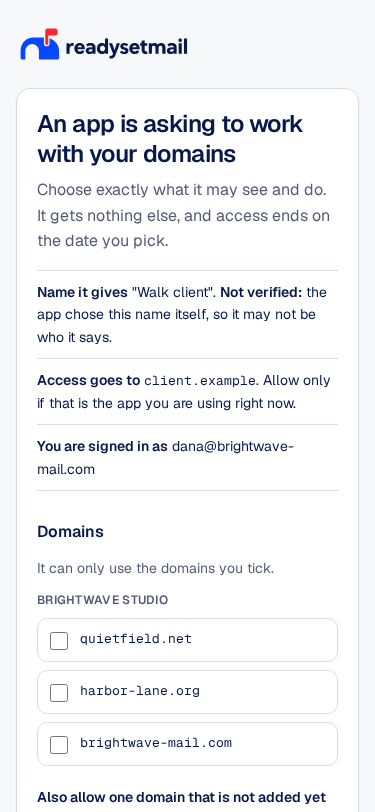 readysetmail
An app is asking to work
with your domains
Choose exactly what it may see and do.
It gets nothing else, and access ends on
the date you pick.
Name it gives "Walk client". Not verified: the
app chose this name itself, so it may not be
who it says.
Access goes to client.example. Allow only
if that is the app you are using right now.
You are signed in as dana@brightwave-
mail.com
Domains
It can only use the domains you tick.
BRIGHTWAVE STUDIO
quietfield.net
harbor-lane.org
brightwave-mail.com
Also allow one domain that is not added yet